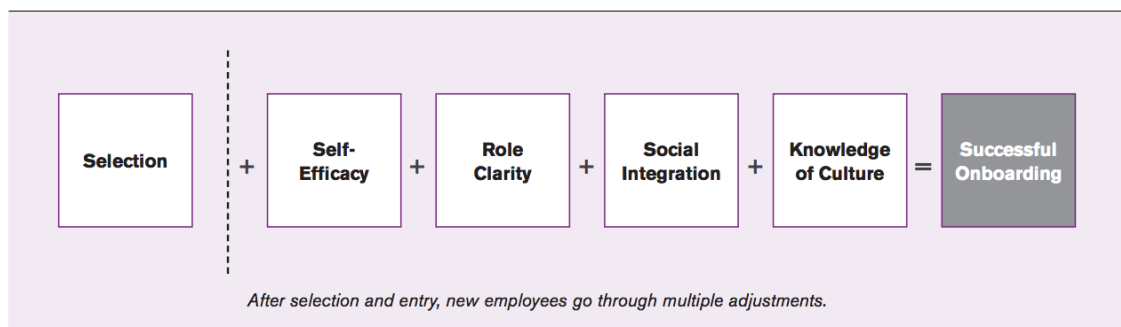 Selection
+
Self-
Efficacy
+
Role
Clarity
+
Social
Integration
+
Knowledge
of Culture
=
Successful
Onboarding
After selection and entry, new employees go through multiple adjustments.